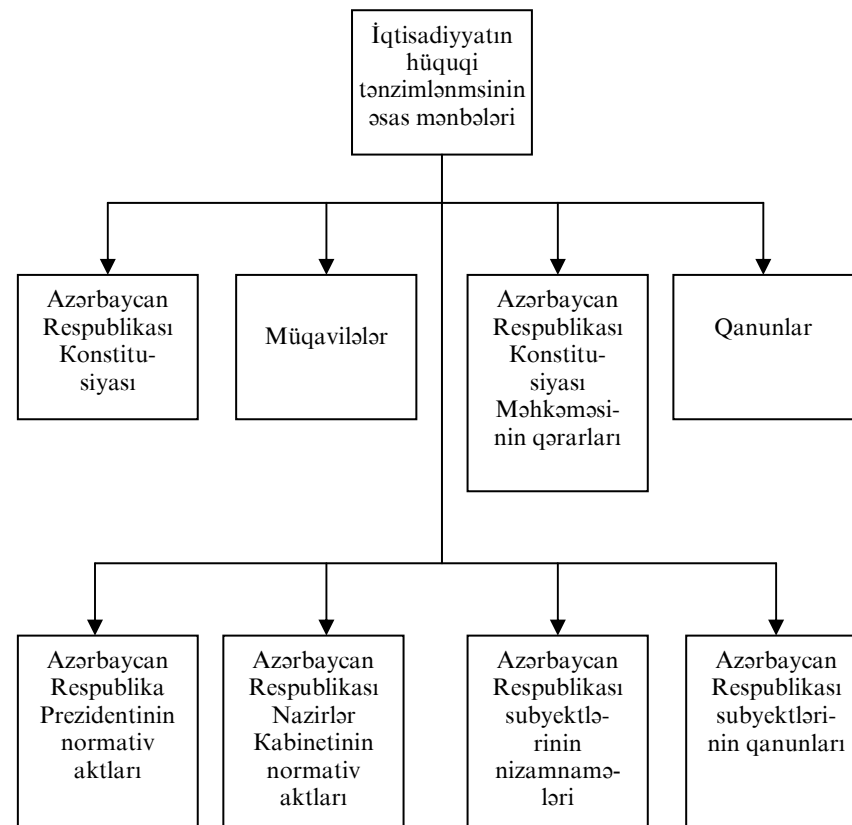 İqtisadiyyatın
hüquqi
tənzimlənmsinin
əsas mənbələri
Azərbaycan
Respublikası
Konstitu-
siyası
Müqavilələr
Azərbaycan
Respublikası
Konstitu-
siyası
Məhkəməsi-
nin qərarları
Qanunlar
Azərbaycan
Respublika
Prezidentinin
normativ
aktları
Azərbaycan
Respublikası
Nazirlər
Kabinetinin
normativ
aktları
Azərbaycan
Respublikası
subyektlə-
rinin
nizamnamə-
ləri
Azərbaycan
Respublikası
subyektləri-
nin qanunları